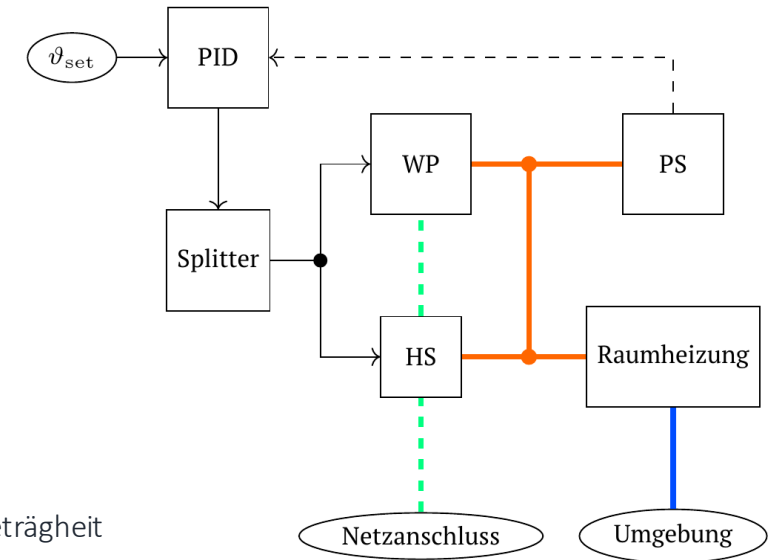 ϑset
PID
WP
PS
Splitter
HS
Raumheizung
Netzanschluss
Umgebung